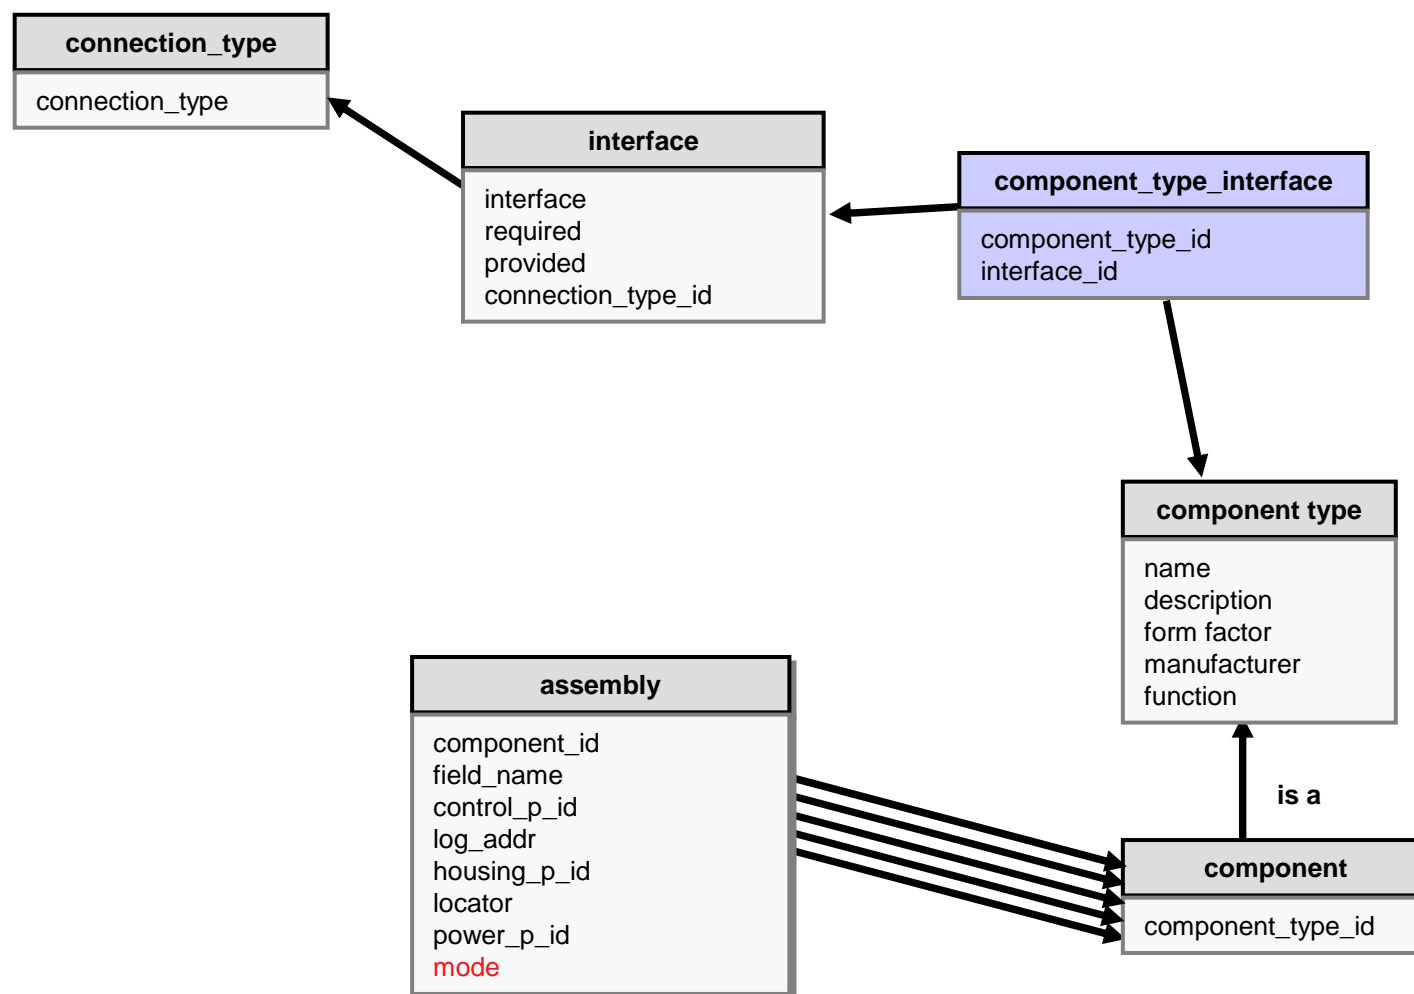 connection_type
connection_type
interface
interface
required
provided
connection_type_id
component_type_interface
component_type_id
interface_id
component type
name
description
form factor
manufacturer
function
assembly
component_id
field_name
control_p_id
log_addr
housing_p_id
locator
power_p_id
mode
is a
component
component_type_id